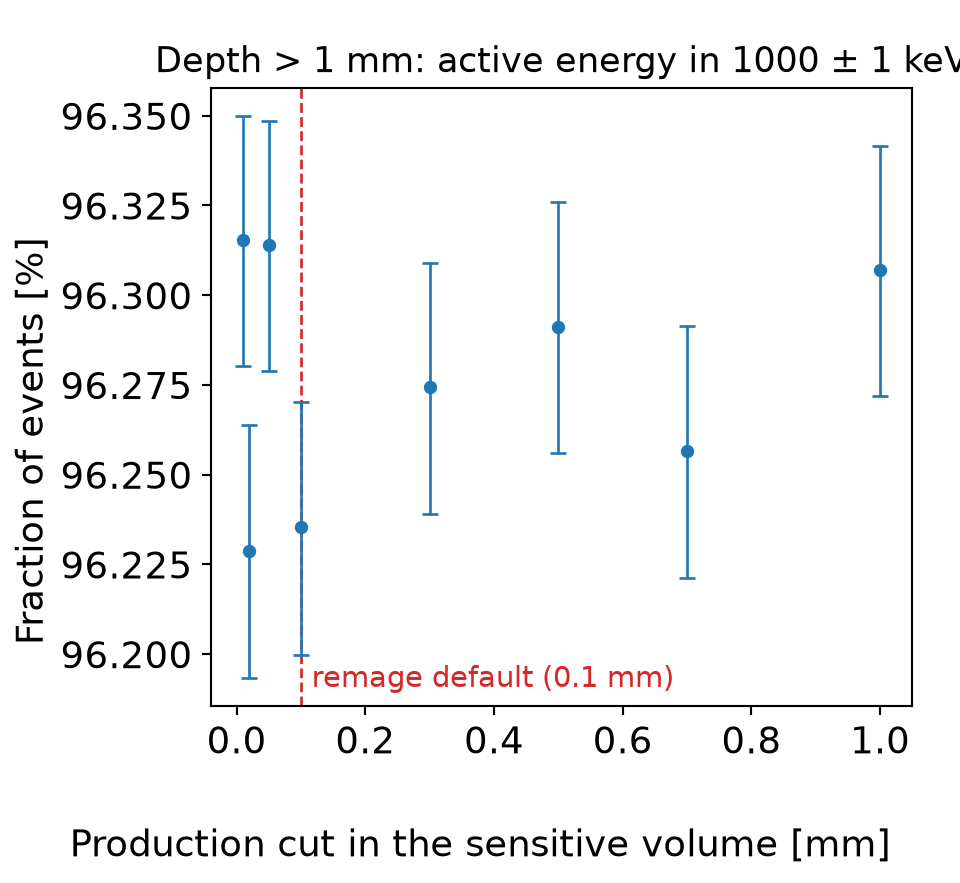 Depth > 1 mm: active energy in 1000 ± 1 keV
96.350
96.325
96.300
96.275
96.250
96.225
96.200
Fraction of events [%]
remage default (0.1 mm)
0.0 0.2 0.4 0.6 0.8 1.0
Production cut in the sensitive volume [mm]